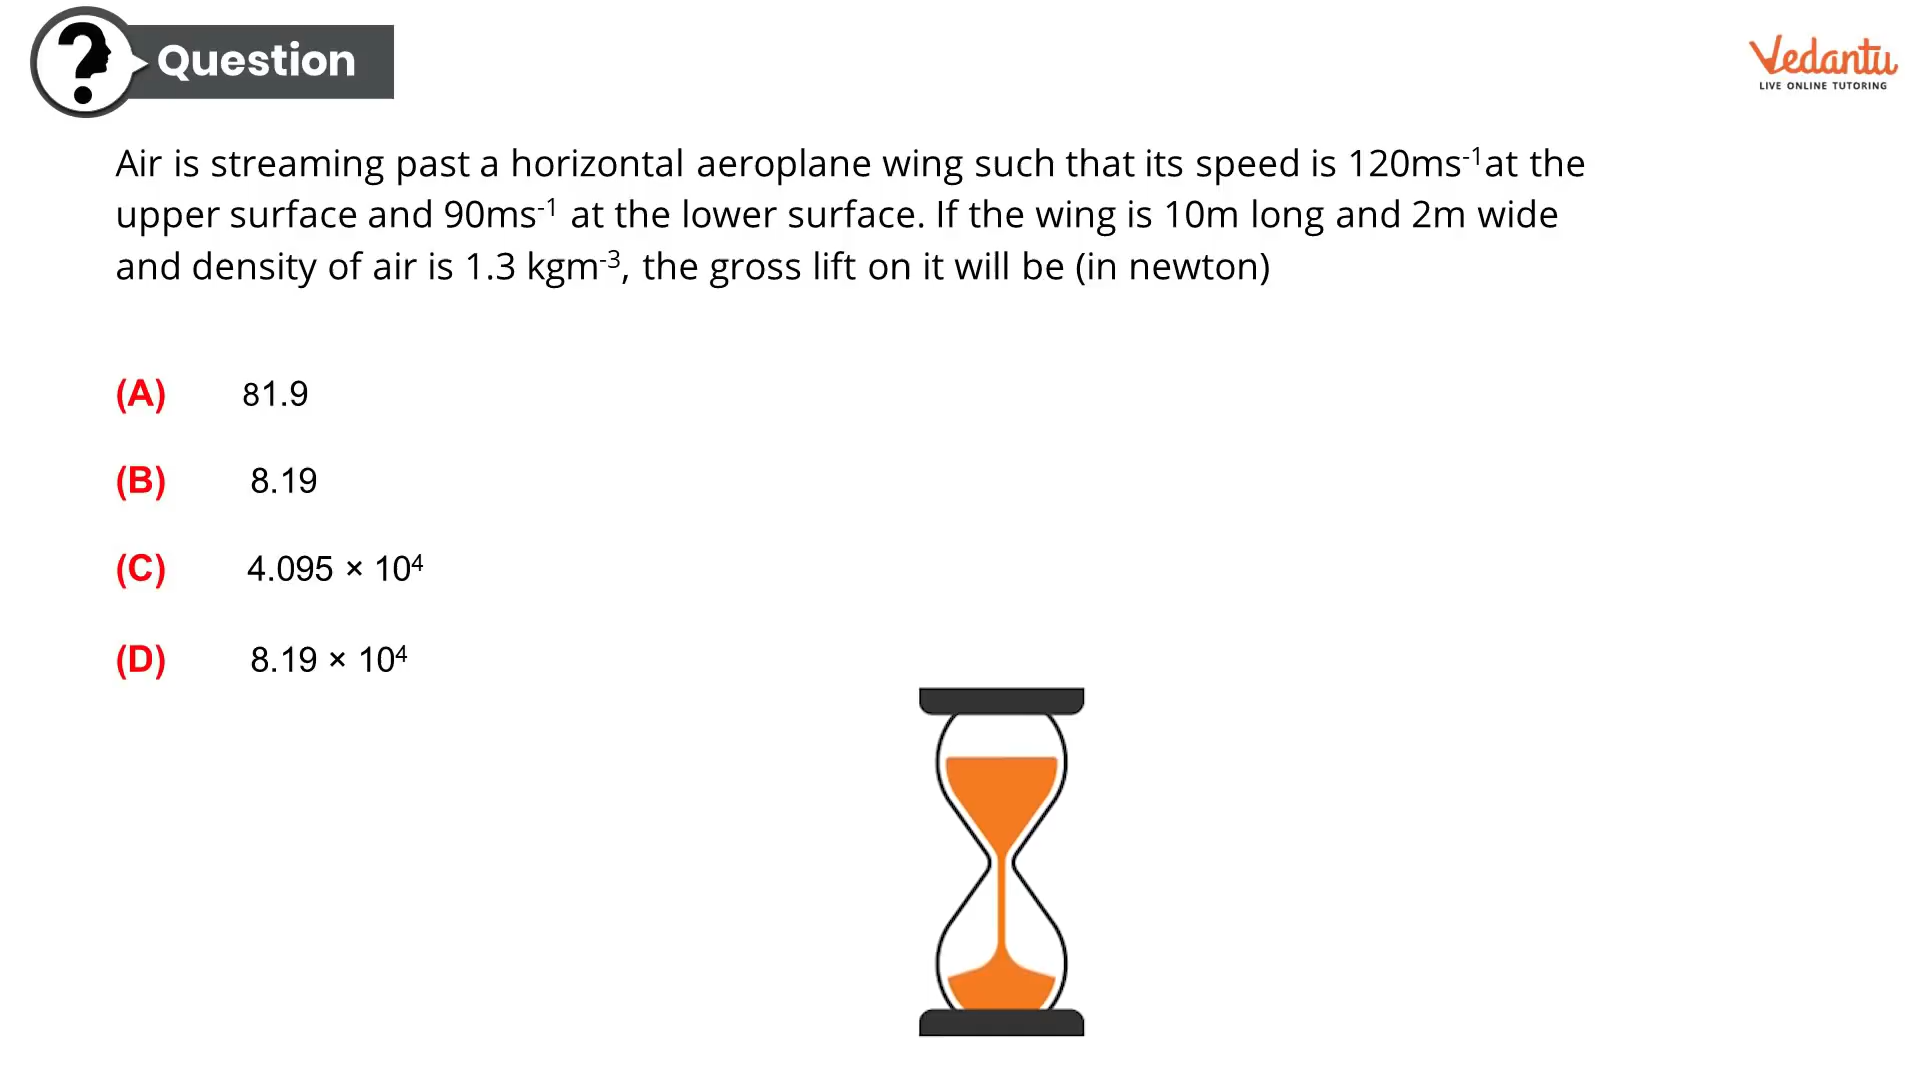 Question
Vedantu
LIVE ONLINE TUTORING
Air is streaming past a horizontal aeroplane wing such that its speed is 120ms⁻¹at the
upper surface and 90ms⁻¹ at the lower surface. If the wing is 10m long and 2m wide
and density of air is 1.3 kgm⁻³, the gross lift on it will be (in newton)
(A) 81.9
(B) 8.19
(C) 4.095 × 10⁴
(D) 8.19 × 10⁴